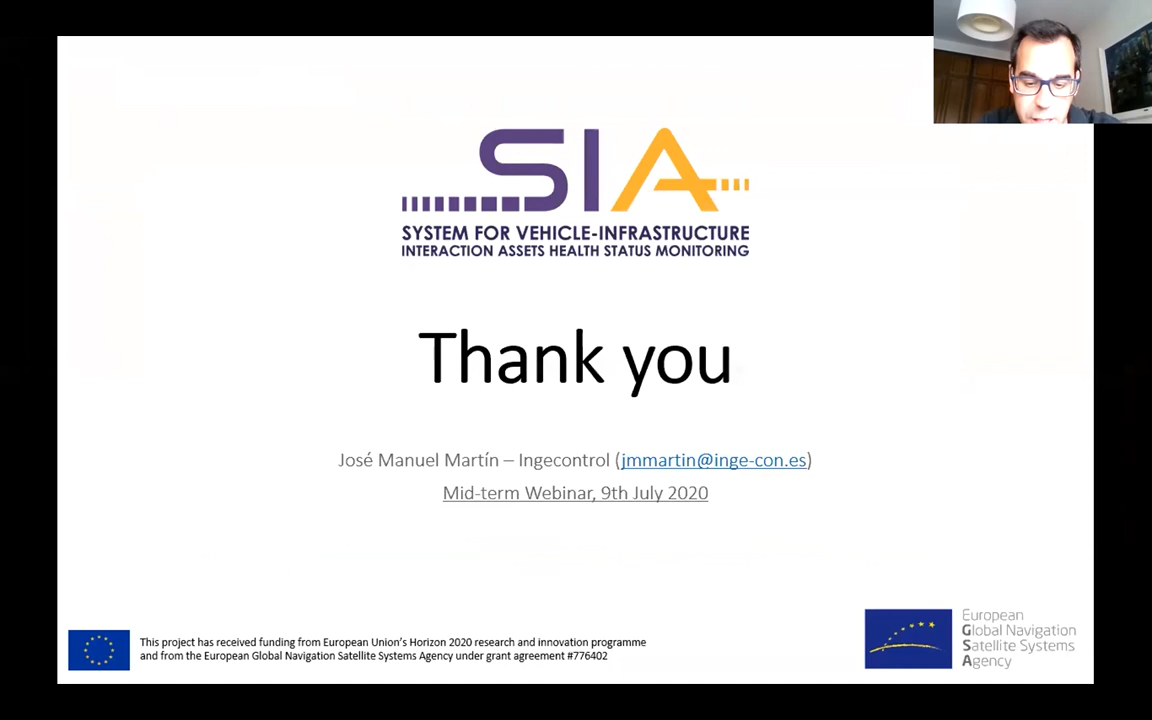 SIA
SYSTEM FOR VEHICLE-INFRASTRUCTURE
INTERACTION ASSETS HEALTH STATUS MONITORING
Thank you
José Manuel Martín – Ingecontrol (jmmartin@inge-con.es)
Mid-term Webinar, 9th July 2020
This project has received funding from European Union's Horizon 2020 research and innovation programme
and from the European Global Navigation Satellite Systems Agency under grant agreement #776402
European
Global Navigation
Satellite Systems
Agency